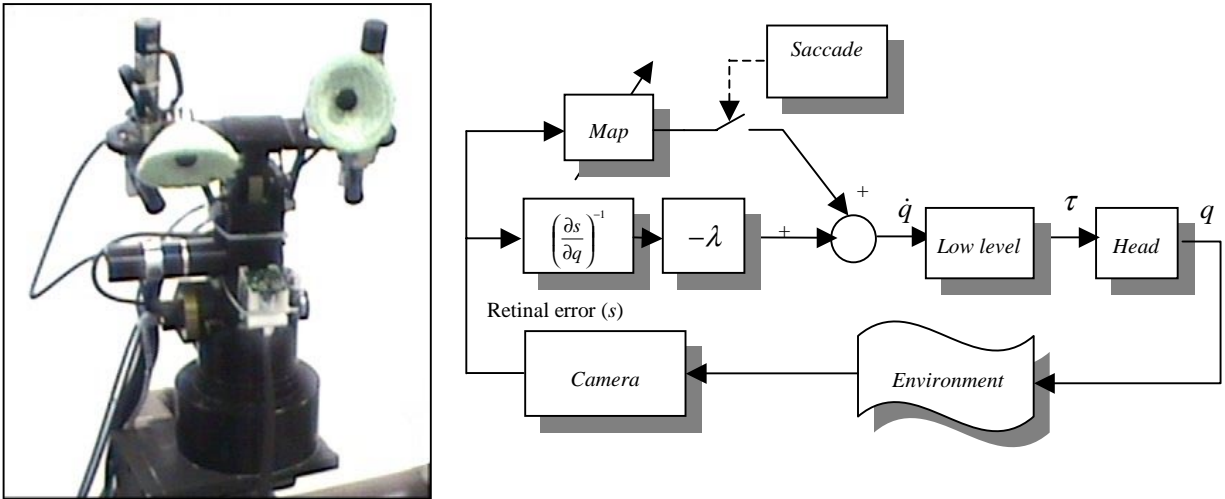 Saccade
Map
+
(∂s/∂q)⁻¹
−λ
+
q̇
Low level
τ
Head
q
Retinal error (s)
Camera
Environment